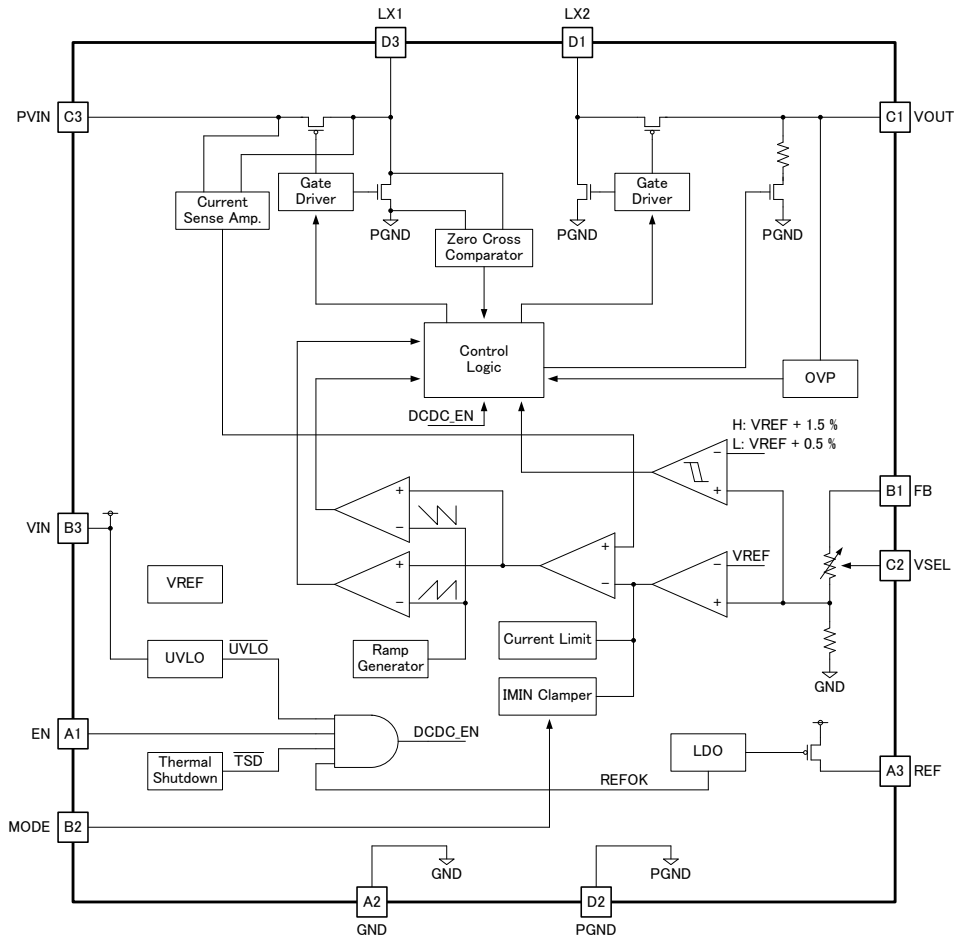 LX1
LX2
D3
D1
PVIN
C3
C1
VOUT
Current
Sense Amp.
Gate
Driver
PGND
Zero Cross
Comparator
PGND
Gate
Driver
PGND
Control
Logic
OVP
DCDC_EN
H: VREF + 1.5 %
L: VREF + 0.5 %
-
+
B1
FB
VIN
B3
+
-
+
-
+
-
VREF
-
+
C2
VSEL
VREF
Current Limit
UVLO
UVLO
Ramp
Generator
IMIN Clamper
GND
EN
A1
DCDC_EN
Thermal
Shutdown
TSD
LDO
REFOK
A3
REF
MODE
B2
GND
PGND
A2
D2
GND
PGND